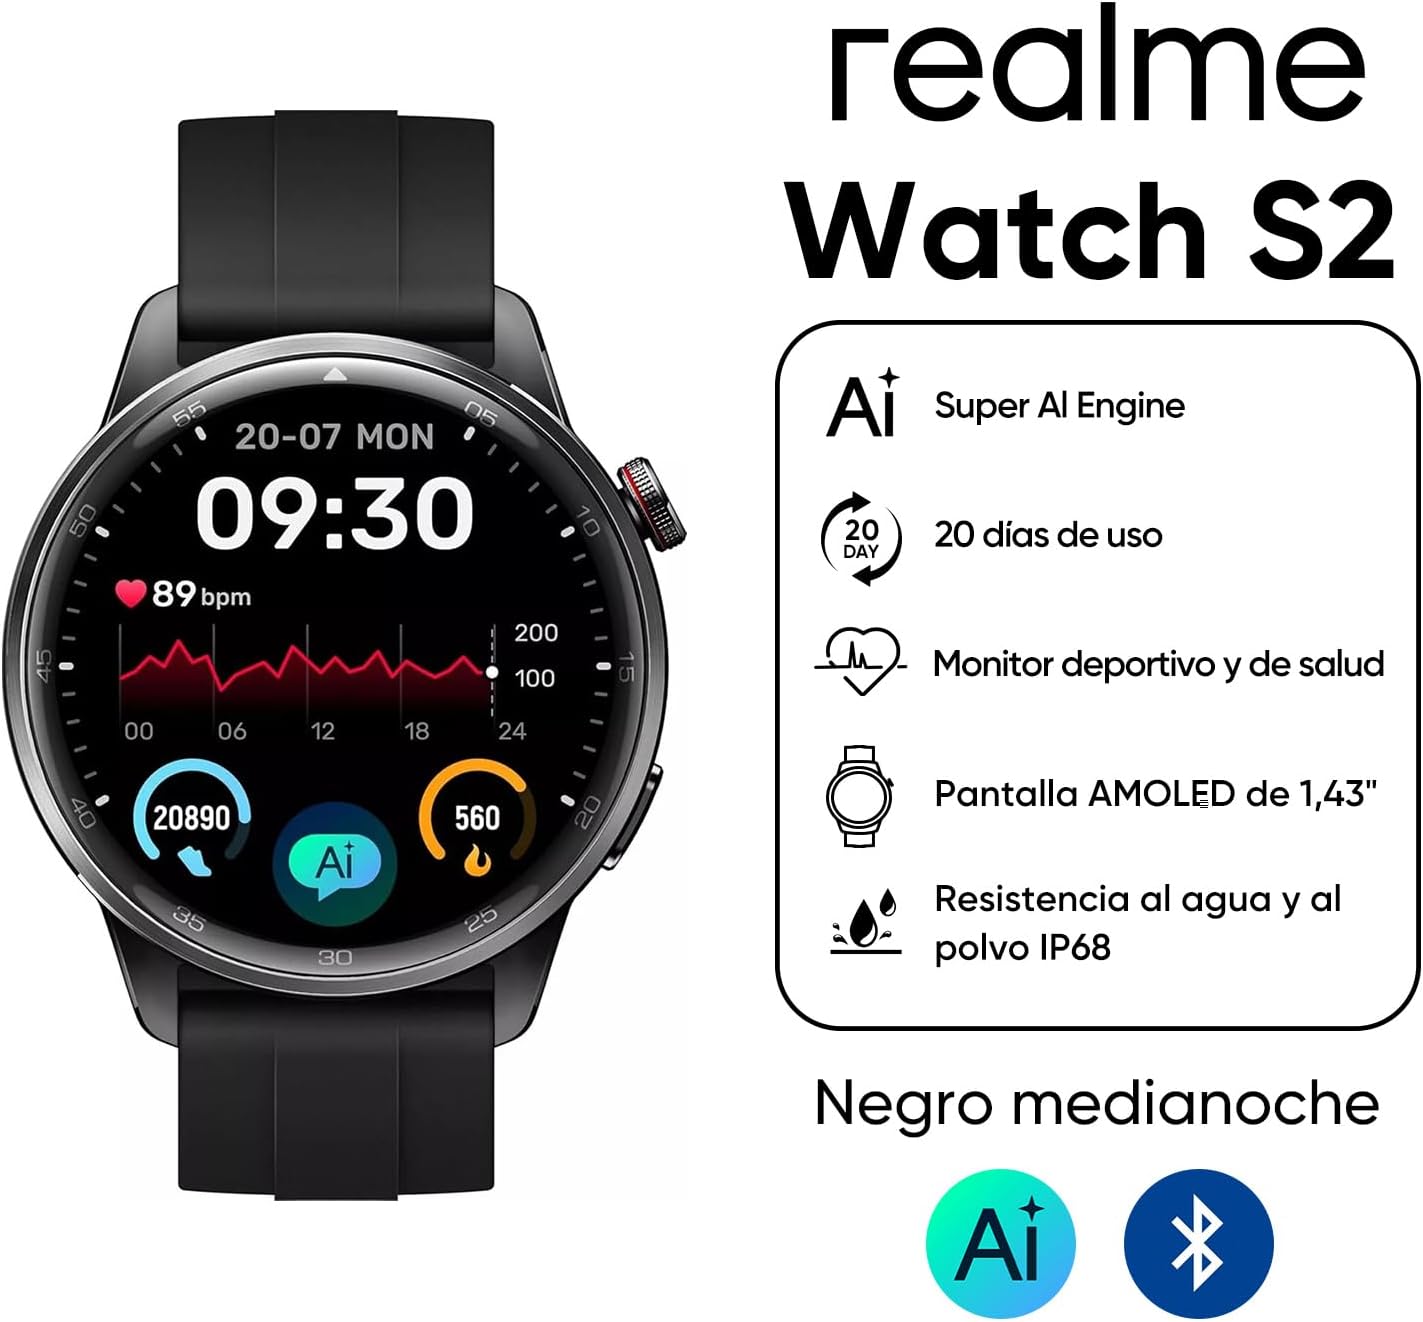 realme
Watch S2
Ai Super AI Engine
20 DAY
20 días de uso
Monitor deportivo y de salud
Pantalla AMOLED de 1,43"
Resistencia al agua y al
polvo IP68
Negro medianoche
Ai
55 05
20-07 MON
09:30
50 10
89 bpm
200
45 15
100
00 06 12 18 24
20890 560
40 20
Ai
35 25
30